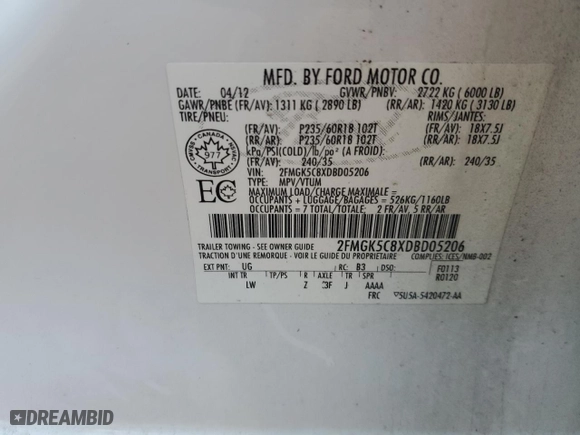 MFD. BY FORD MOTOR CO.
DATE: 04/12 GVWR/PNBV: 2722 KG ( 6000 LB)
GAWR/PNBE (FR/AV): 1311 KG ( 2890 LB) (RR/AR): 1420 KG ( 3130 LB)
TIRE/PNEU: RIMS/JANTES:
(FR/AV): P235/60R18 102T (FR/AV): 18X7.5J
(RR/AR): P235/60R18 102T (RR/AR): 18X7.5J
kPa/PSI(COLD)/lb/po² (A FROID):
(FR/AV): 240/35 (RR/AR): 240/35
CANADA
977
EC
VIN: 2FMGK5C8XDBD05206
TYPE: MPV/VTUM
MAXIMUM LOAD/CHARGE MAXIMALE =
OCCUPANTS + LUGGAGE/BAGAGES = 526KG/1160LB
OCCUPANTS = 7 TOTAL/TOTAL: 2 FR/AV, 5 RR/AR
TRAILER TOWING - SEE OWNER GUIDE 2FMGK5C8XDBD05206
TRACTION D'UNE REMORQUE - VOIR LE GUIDE COMPLIES: ICES/NMB-002
EXT PNT: UG RC: B3 DSO: F0113
INT TR TP/PS R AXLE TR SPR R0120
LW Z 3F J AAAA
FRC 5U5A-5420472-AA
DREAMBID